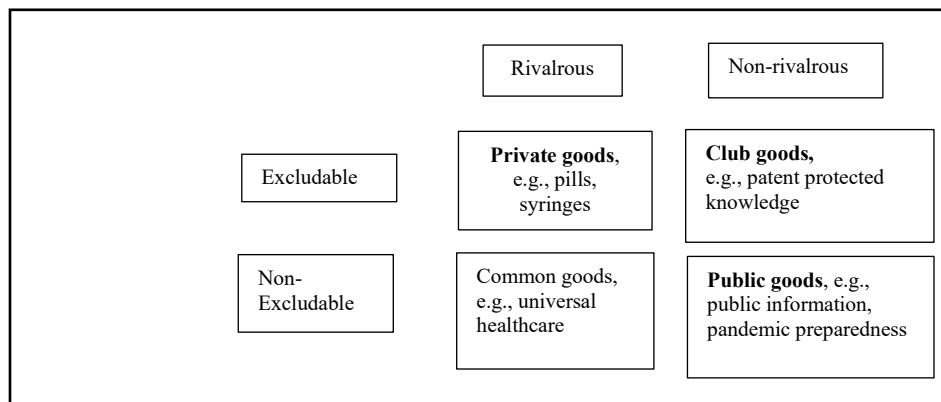 Rivalrous
Non-rivalrous
Excludable
Private goods,
e.g., pills,
syringes
Club goods,
e.g., patent protected
knowledge
Non-
Excludable
Common goods,
e.g., universal
healthcare
Public goods, e.g.,
public information,
pandemic preparedness